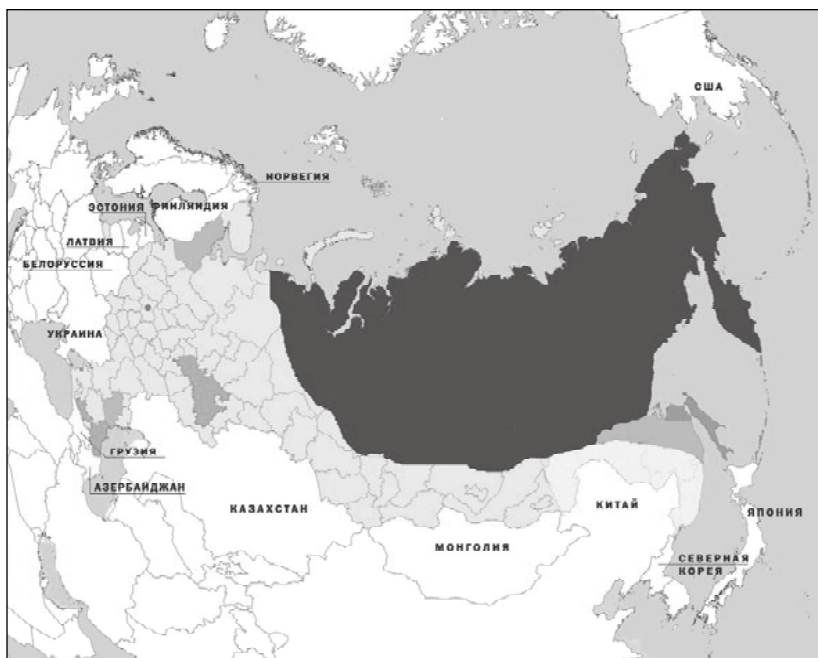 США
НОРВЕГИЯ
ЭСТОНИЯ
ФИНЛЯНДИЯ
ЛАТВИЯ
БЕЛОРУССИЯ
УКРАИНА
ГРУЗИЯ
АЗЕРБАЙДЖАН
КАЗАХСТАН
МОНГОЛИЯ
КИТАЙ
ЯПОНИЯ
СЕВЕРНАЯ
КОРЕЯ